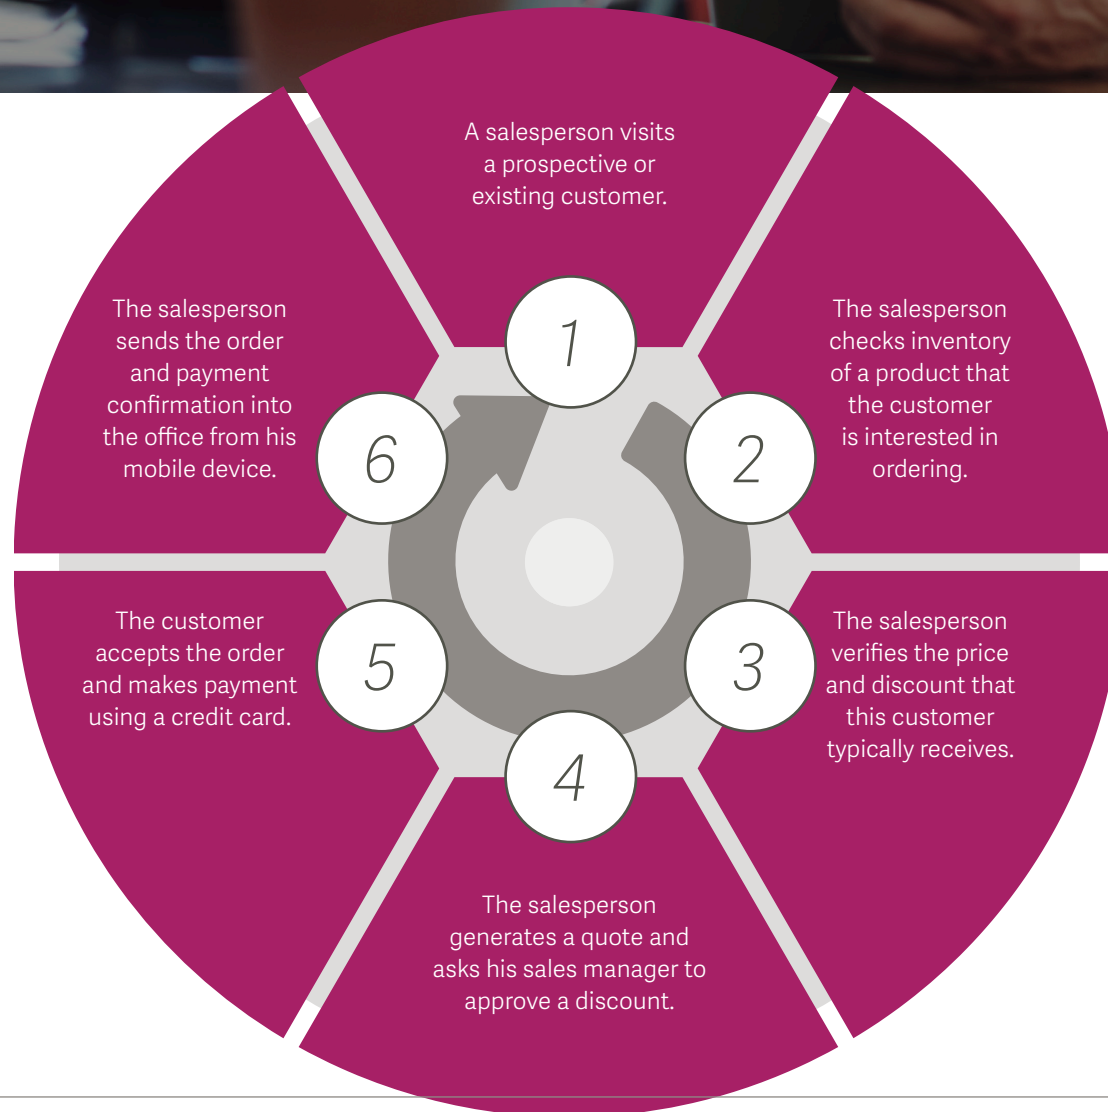 A salesperson visits
a prospective or
existing customer.
1
The salesperson
checks inventory
of a product that
the customer
is interested in
ordering.
2
The salesperson
verifies the price
and discount that
this customer
typically receives.
3
The salesperson
generates a quote and
asks his sales manager to
approve a discount.
4
The customer
accepts the order
and makes payment
using a credit card.
5
The salesperson
sends the order
and payment
confirmation into
the office from his
mobile device.
6